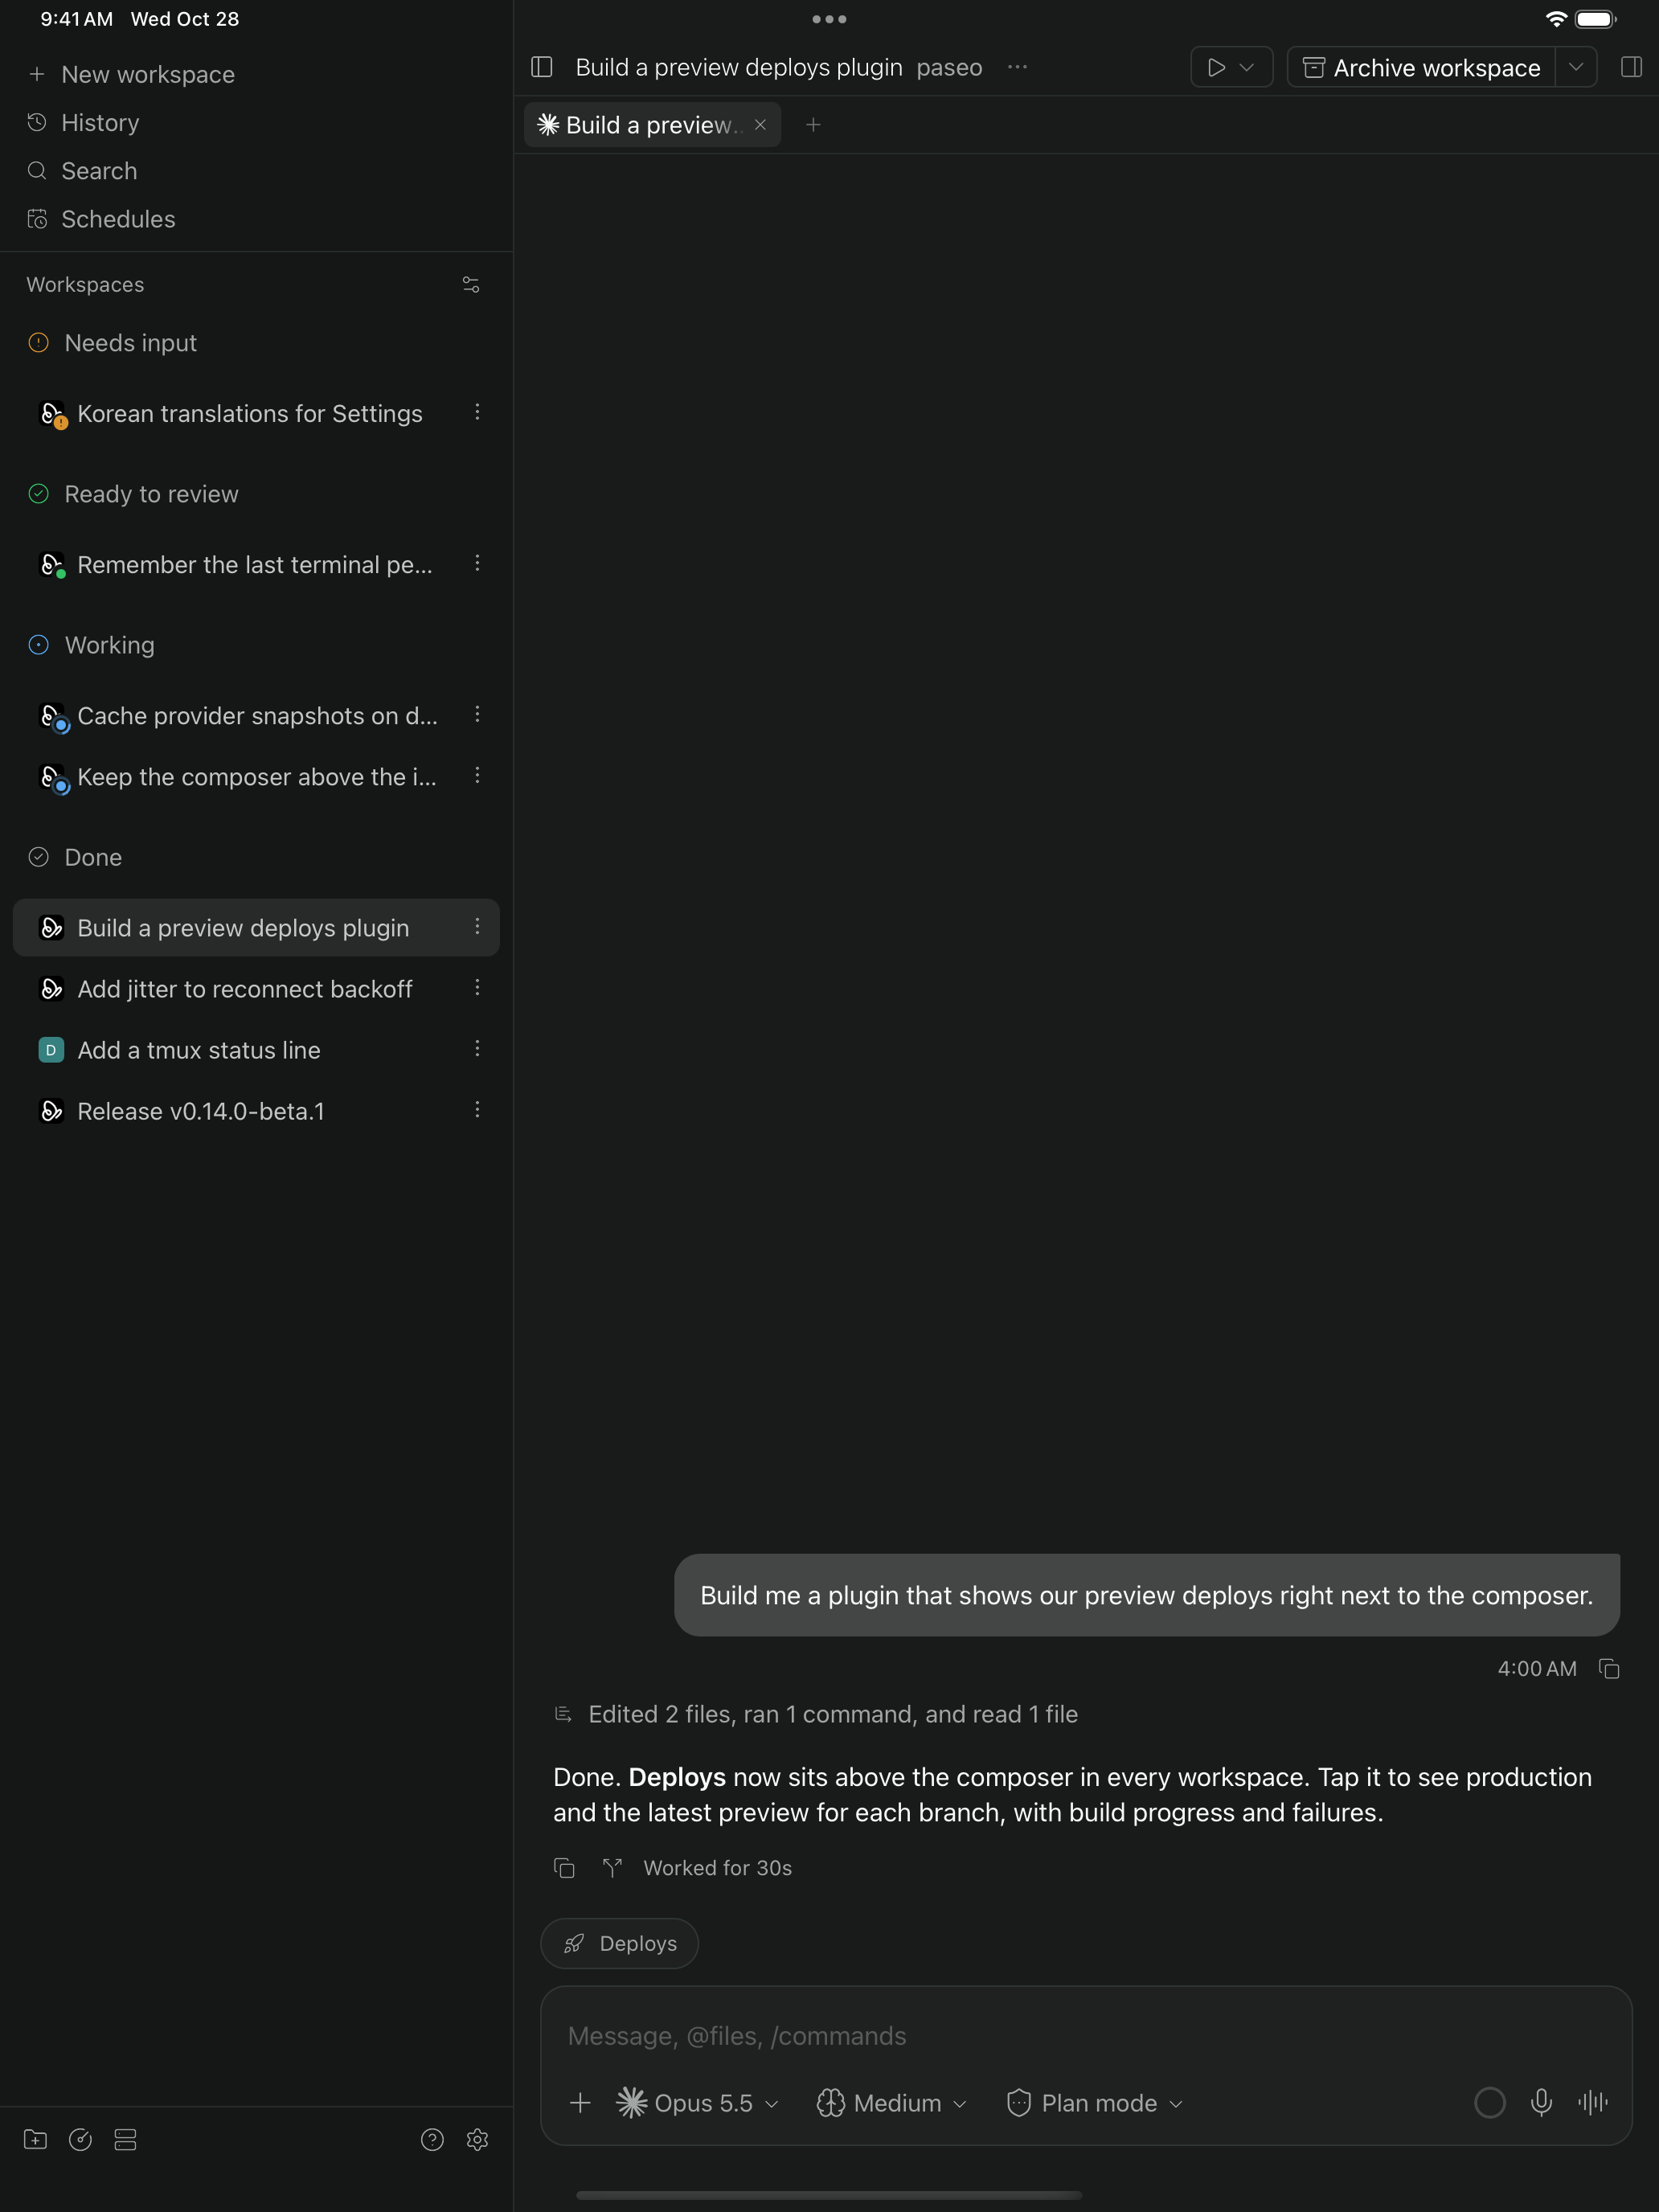 9:41 AM Wed Oct 28
New workspace
History
Search
Schedules
Workspaces
Needs input
Korean translations for Settings
Ready to review
Remember the last terminal pe...
Working
Cache provider snapshots on d...
Keep the composer above the i...
Done
Build a preview deploys plugin
Add jitter to reconnect backoff
D Add a tmux status line
Release v0.14.0-beta.1
Build a preview deploys plugin paseo
Archive workspace
Build a preview..
Build me a plugin that shows our preview deploys right next to the composer.
4:00 AM
Edited 2 files, ran 1 command, and read 1 file
Done. Deploys now sits above the composer in every workspace. Tap it to see production
and the latest preview for each branch, with build progress and failures.
Worked for 30s
Deploys
Message, @files, /commands
Opus 5.5 Medium Plan mode